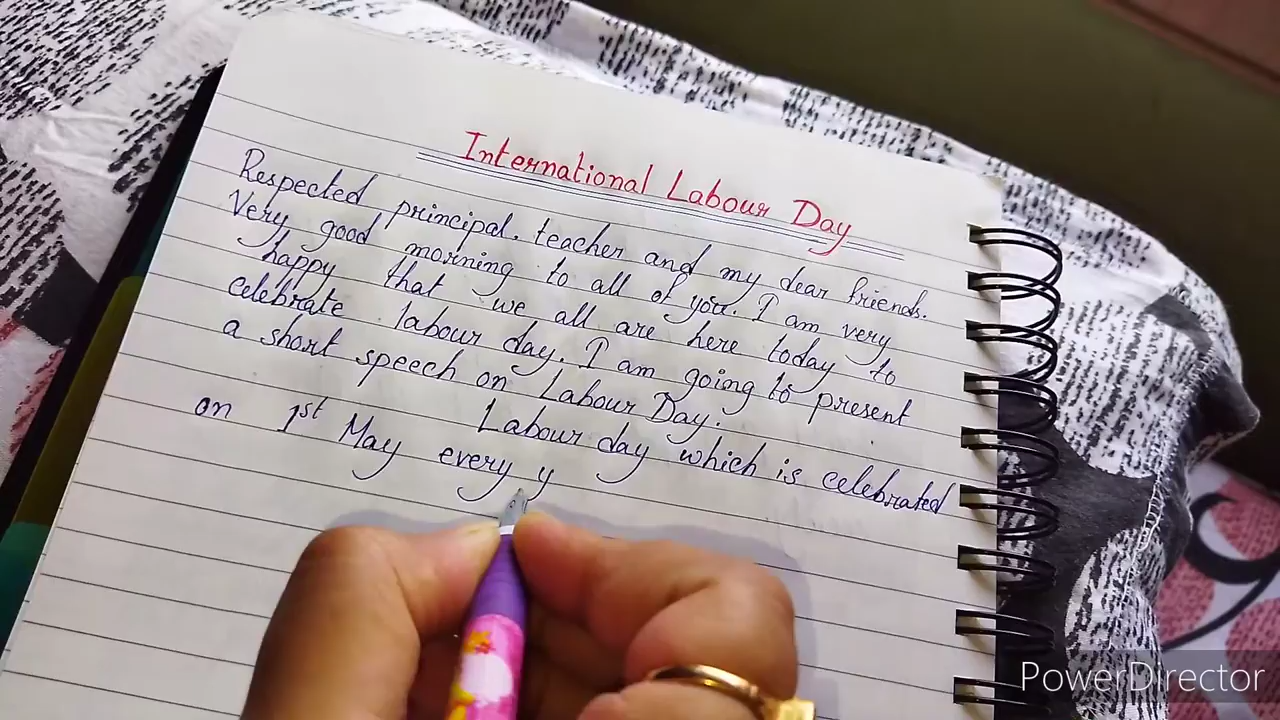 International Labour Day
Respected principal. teacher and my dear friends.
Very good morning to all of you. I am very
happy that we all are here today to
celebrate labour day. I am going to present
a short speech on Labour Day.
Labour day which is celebrated
on 1st May every y
PowerDirector